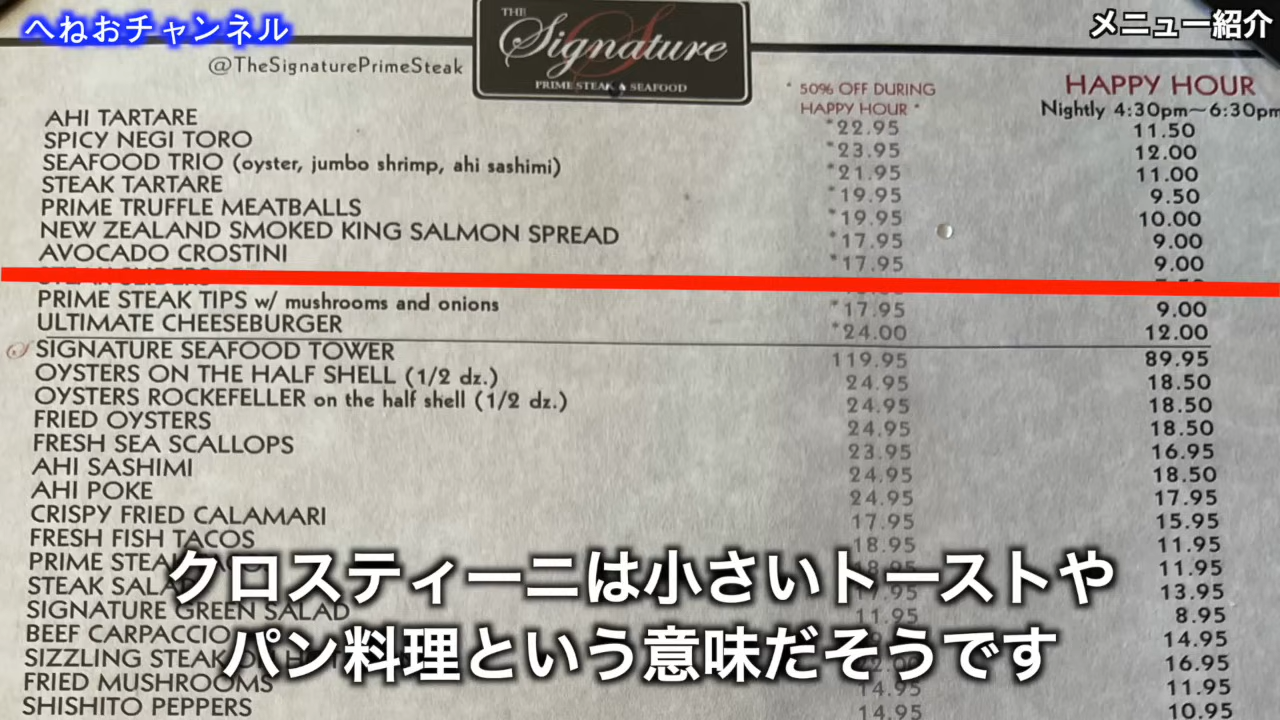 へねおチャンネル
メニュー紹介
THE
Signature
PRIME STEAK & SEAFOOD
@TheSignaturePrimeSteak
* 50% OFF DURING
HAPPY HOUR *
HAPPY HOUR
Nightly 4:30pm~6:30pm
AHI TARTARE *22.95 11.50
SPICY NEGI TORO *23.95 12.00
SEAFOOD TRIO (oyster, jumbo shrimp, ahi sashimi) *21.95 11.00
STEAK TARTARE *19.95 9.50
PRIME TRUFFLE MEATBALLS *19.95 10.00
NEW ZEALAND SMOKED KING SALMON SPREAD *17.95 9.00
AVOCADO CROSTINI *17.95 9.00
PRIME STEAK TIPS w/ mushrooms and onions *17.95 9.00
ULTIMATE CHEESEBURGER *24.00 12.00
SIGNATURE SEAFOOD TOWER 119.95 89.95
OYSTERS ON THE HALF SHELL (1/2 dz.) 24.95 18.50
OYSTERS ROCKEFELLER on the half shell (1/2 dz.) 24.95 18.50
FRIED OYSTERS 24.95 18.50
FRESH SEA SCALLOPS 23.95 16.95
AHI SASHIMI 24.95 18.50
AHI POKE 24.95 17.95
CRISPY FRIED CALAMARI 17.95 15.95
FRESH FISH TACOS 18.95 11.95
PRIME 11.95
STEAK 13.95
SIGNATURE GREEN SALAD 11.95 8.95
BEEF CARPACCIO 14.95
SIZZLING STEAK 16.95
FRIED MUSHROOMS 14.95 11.95
SHISHITO PEPPERS 14.95 10.95
クロスティーニは小さいトーストや
パン料理という意味だそうです